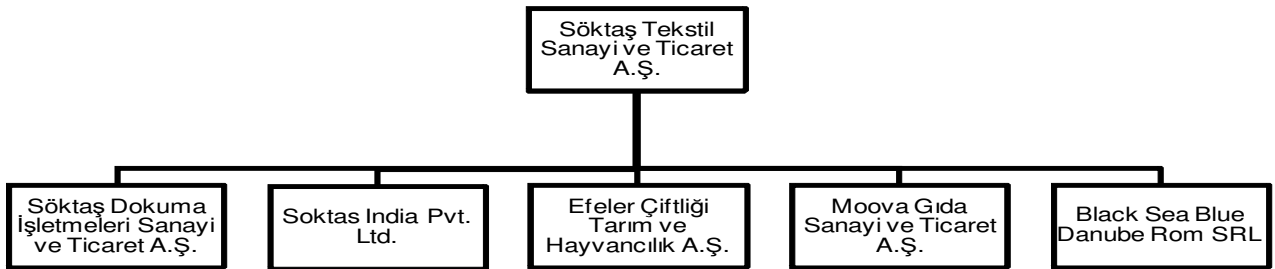 Söktaş Tekstil
Sanayi ve Ticaret
A.Ş.
Söktaş Dokuma
İşletmeleri Sanayi
ve Ticaret A.Ş.
Soktas India Pvt.
Ltd.
Efeler Çiftliği
Tarım ve
Hayvancılık A.Ş.
Moova Gıda
Sanayi ve Ticaret
A.Ş.
Black Sea Blue
Danube Rom SRL